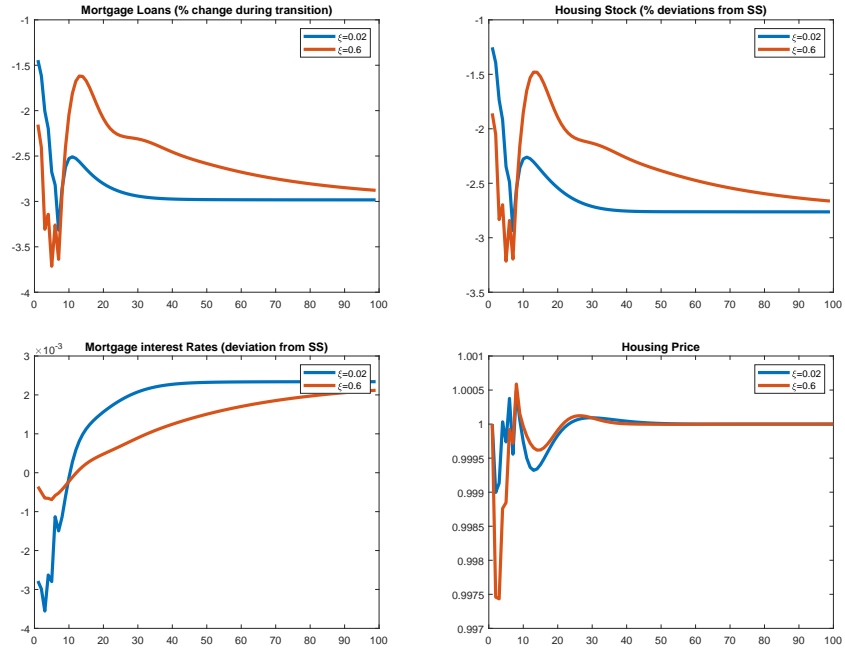 Mortgage Loans (% change during transition)
-1
-1.5
-2
-2.5
-3
-3.5
-4
0 10 20 30 40 50 60 70 80 90 100
ξ=0.02
ξ=0.6
Housing Stock (% deviations from SS)
-1
-1.5
-2
-2.5
-3
-3.5
0 10 20 30 40 50 60 70 80 90 100
ξ=0.02
ξ=0.6
Mortgage interest Rates (deviation from SS)
×10⁻³
3
2
1
0
-1
-2
-3
-4
0 10 20 30 40 50 60 70 80 90 100
ξ=0.02
ξ=0.6
Housing Price
1.001
1.0005
1
0.9995
0.999
0.9985
0.998
0.9975
0.997
0 10 20 30 40 50 60 70 80 90 100
ξ=0.02
ξ=0.6